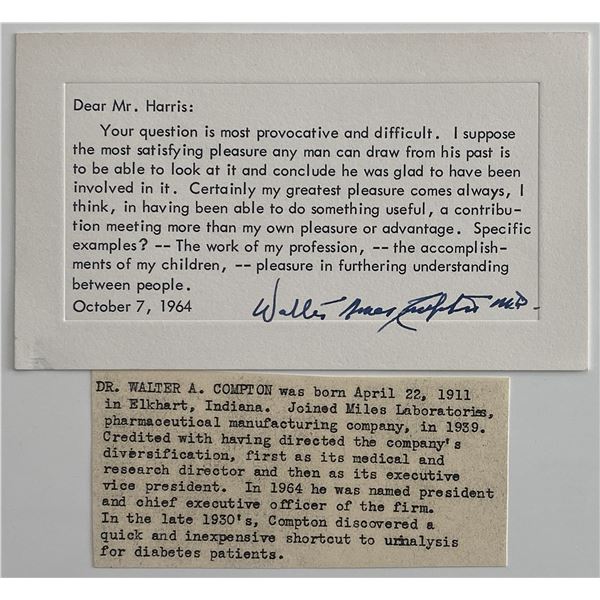 Dear Mr. Harris:
Your question is most provocative and difficult. I suppose
the most satisfying pleasure any man can draw from his past is
to be able to look at it and conclude he was glad to have been
involved in it. Certainly my greatest pleasure comes always, I
think, in having been able to do something useful, a contribu-
tion meeting more than my own pleasure or advantage. Specific
examples? -- The work of my profession, -- the accomplish-
ments of my children, -- pleasure in furthering understanding
between people.
October 7, 1964
Walter Ames Compton MD.
DR. WALTER A. COMPTON was born April 22, 1911
in Elkhart, Indiana. Joined Miles Laboratories,
pharmaceutical manufacturing company, in 1939.
Credited with having directed the company's
diversification, first as its medical and
research director and then as its executive
vice president. In 1964 he was named president
and chief executive officer of the firm.
In the late 1930's, Compton discovered a
quick and inexpensive shortcut to urinalysis
for diabetes patients.